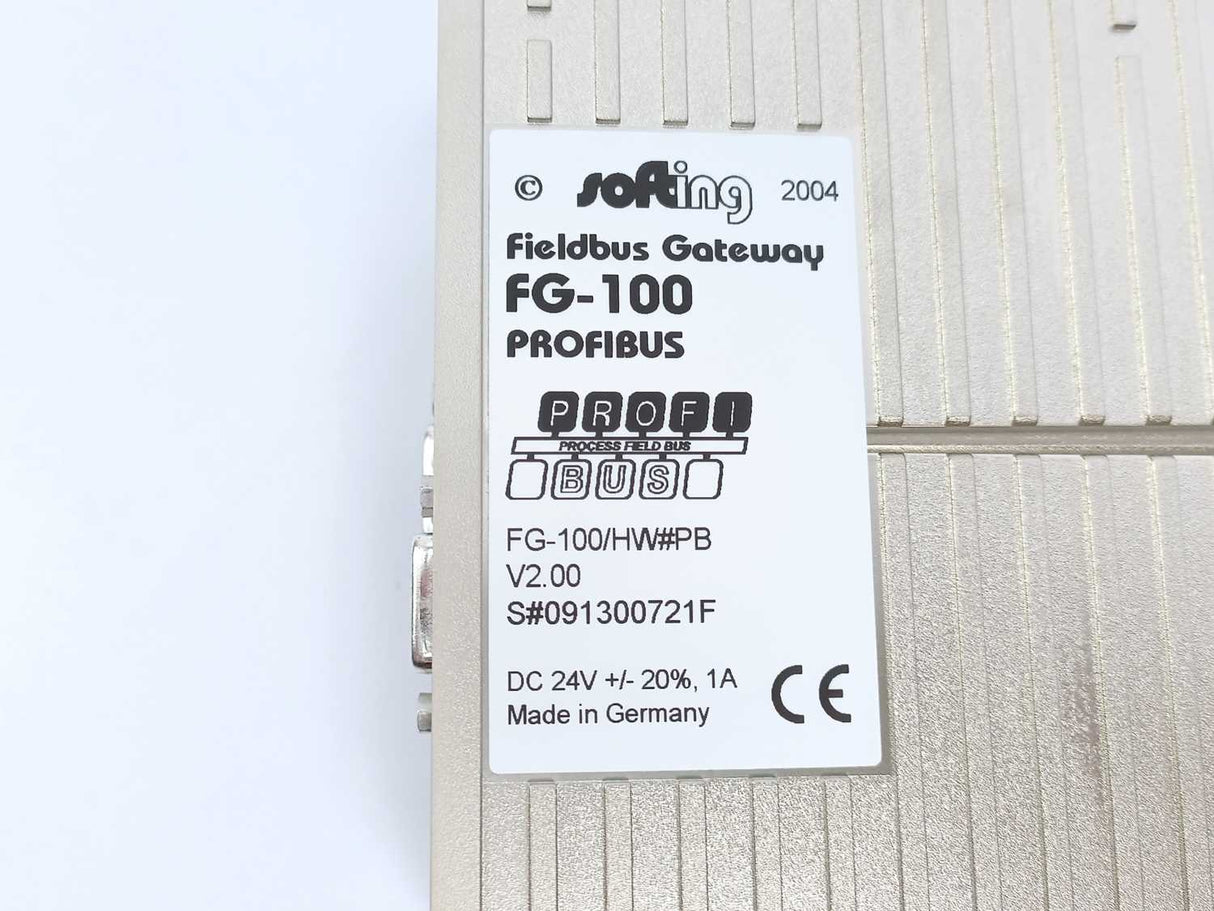 © softing 2004
Fieldbus Gateway
FG-100
PROFIBUS
PROFI
PROCESS FIELD BUS
BUS
FG-100/HW#PB
V2.00
S#091300721F
DC 24V +/- 20%, 1A
Made in Germany
CE